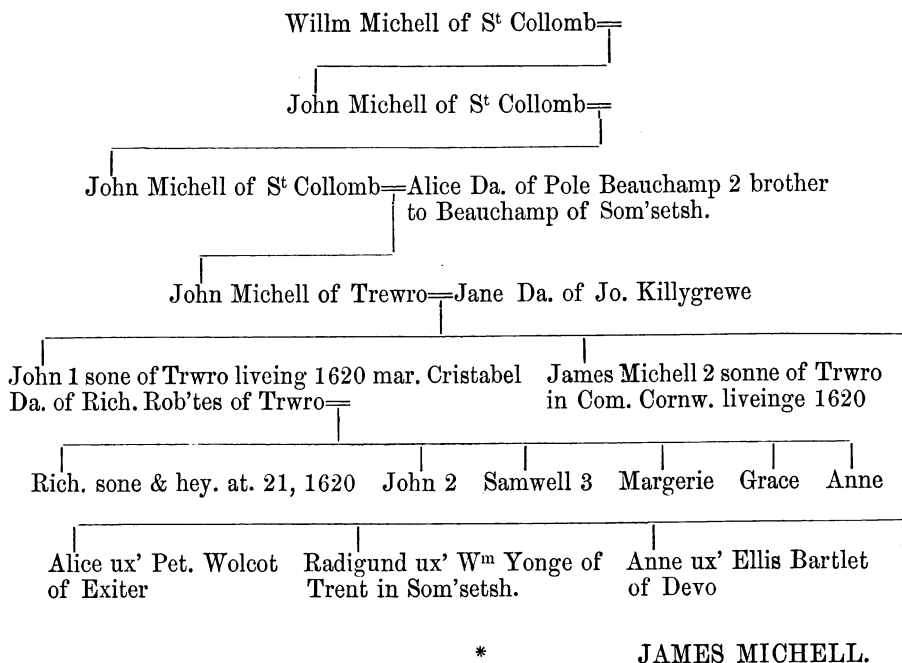 Willm Michell of St Collomb=
John Michell of St Collomb=
John Michell of St Collomb=Alice Da. of Pole Beauchamp 2 brother
to Beauchamp of Som'setsh.
John Michell of Trewro=Jane Da. of Jo. Killygrewe
John 1 sone of Trwro liveing 1620 mar. Cristabel
Da. of Rich. Rob'tes of Trwro=
James Michell 2 sonne of Trwro
in Com. Cornw. liveinge 1620
Rich. sone & hey. at. 21, 1620 John 2 Samwell 3 Margerie Grace Anne
Alice ux' Pet. Wolcot
of Exiter
Radigund ux' Wm Yonge of
Trent in Som'setsh.
Anne ux' Ellis Bartlet
of Devo
* JAMES MICHELL.